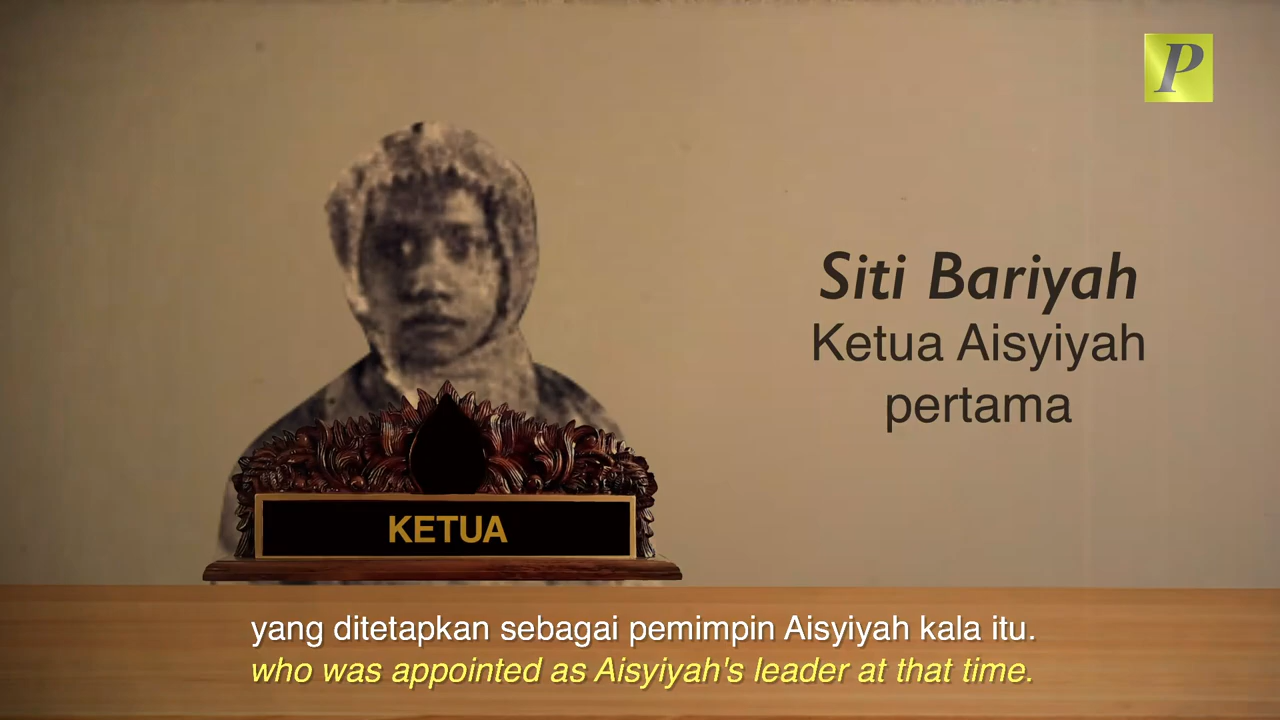 P
Siti Bariyah
Ketua Aisyiyah
pertama
KETUA
yang ditetapkan sebagai pemimpin Aisyiyah kala itu.
who was appointed as Aisyiyah's leader at that time.